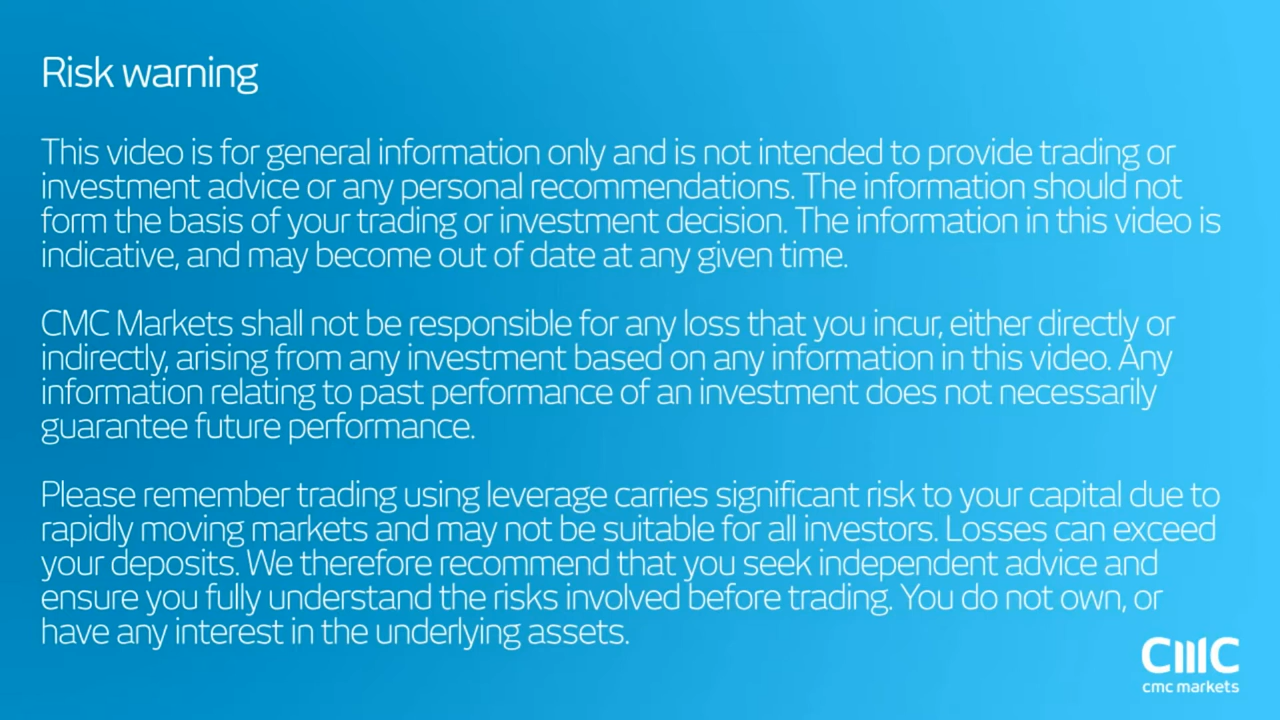 Risk warning
This video is for general information only and is not intended to provide trading or
investment advice or any personal recommendations. The information should not
form the basis of your trading or investment decision. The information in this video is
indicative, and may become out of date at any given time.
CMC Markets shall not be responsible for any loss that you incur, either directly or
indirectly, arising from any investment based on any information in this video. Any
information relating to past performance of an investment does not necessarily
guarantee future performance.
Please remember trading using leverage carries significant risk to your capital due to
rapidly moving markets and may not be suitable for all investors. Losses can exceed
your deposits. We therefore recommend that you seek independent advice and
ensure you fully understand the risks involved before trading. You do not own, or
have any interest in the underlying assets.
CMC
cmc markets